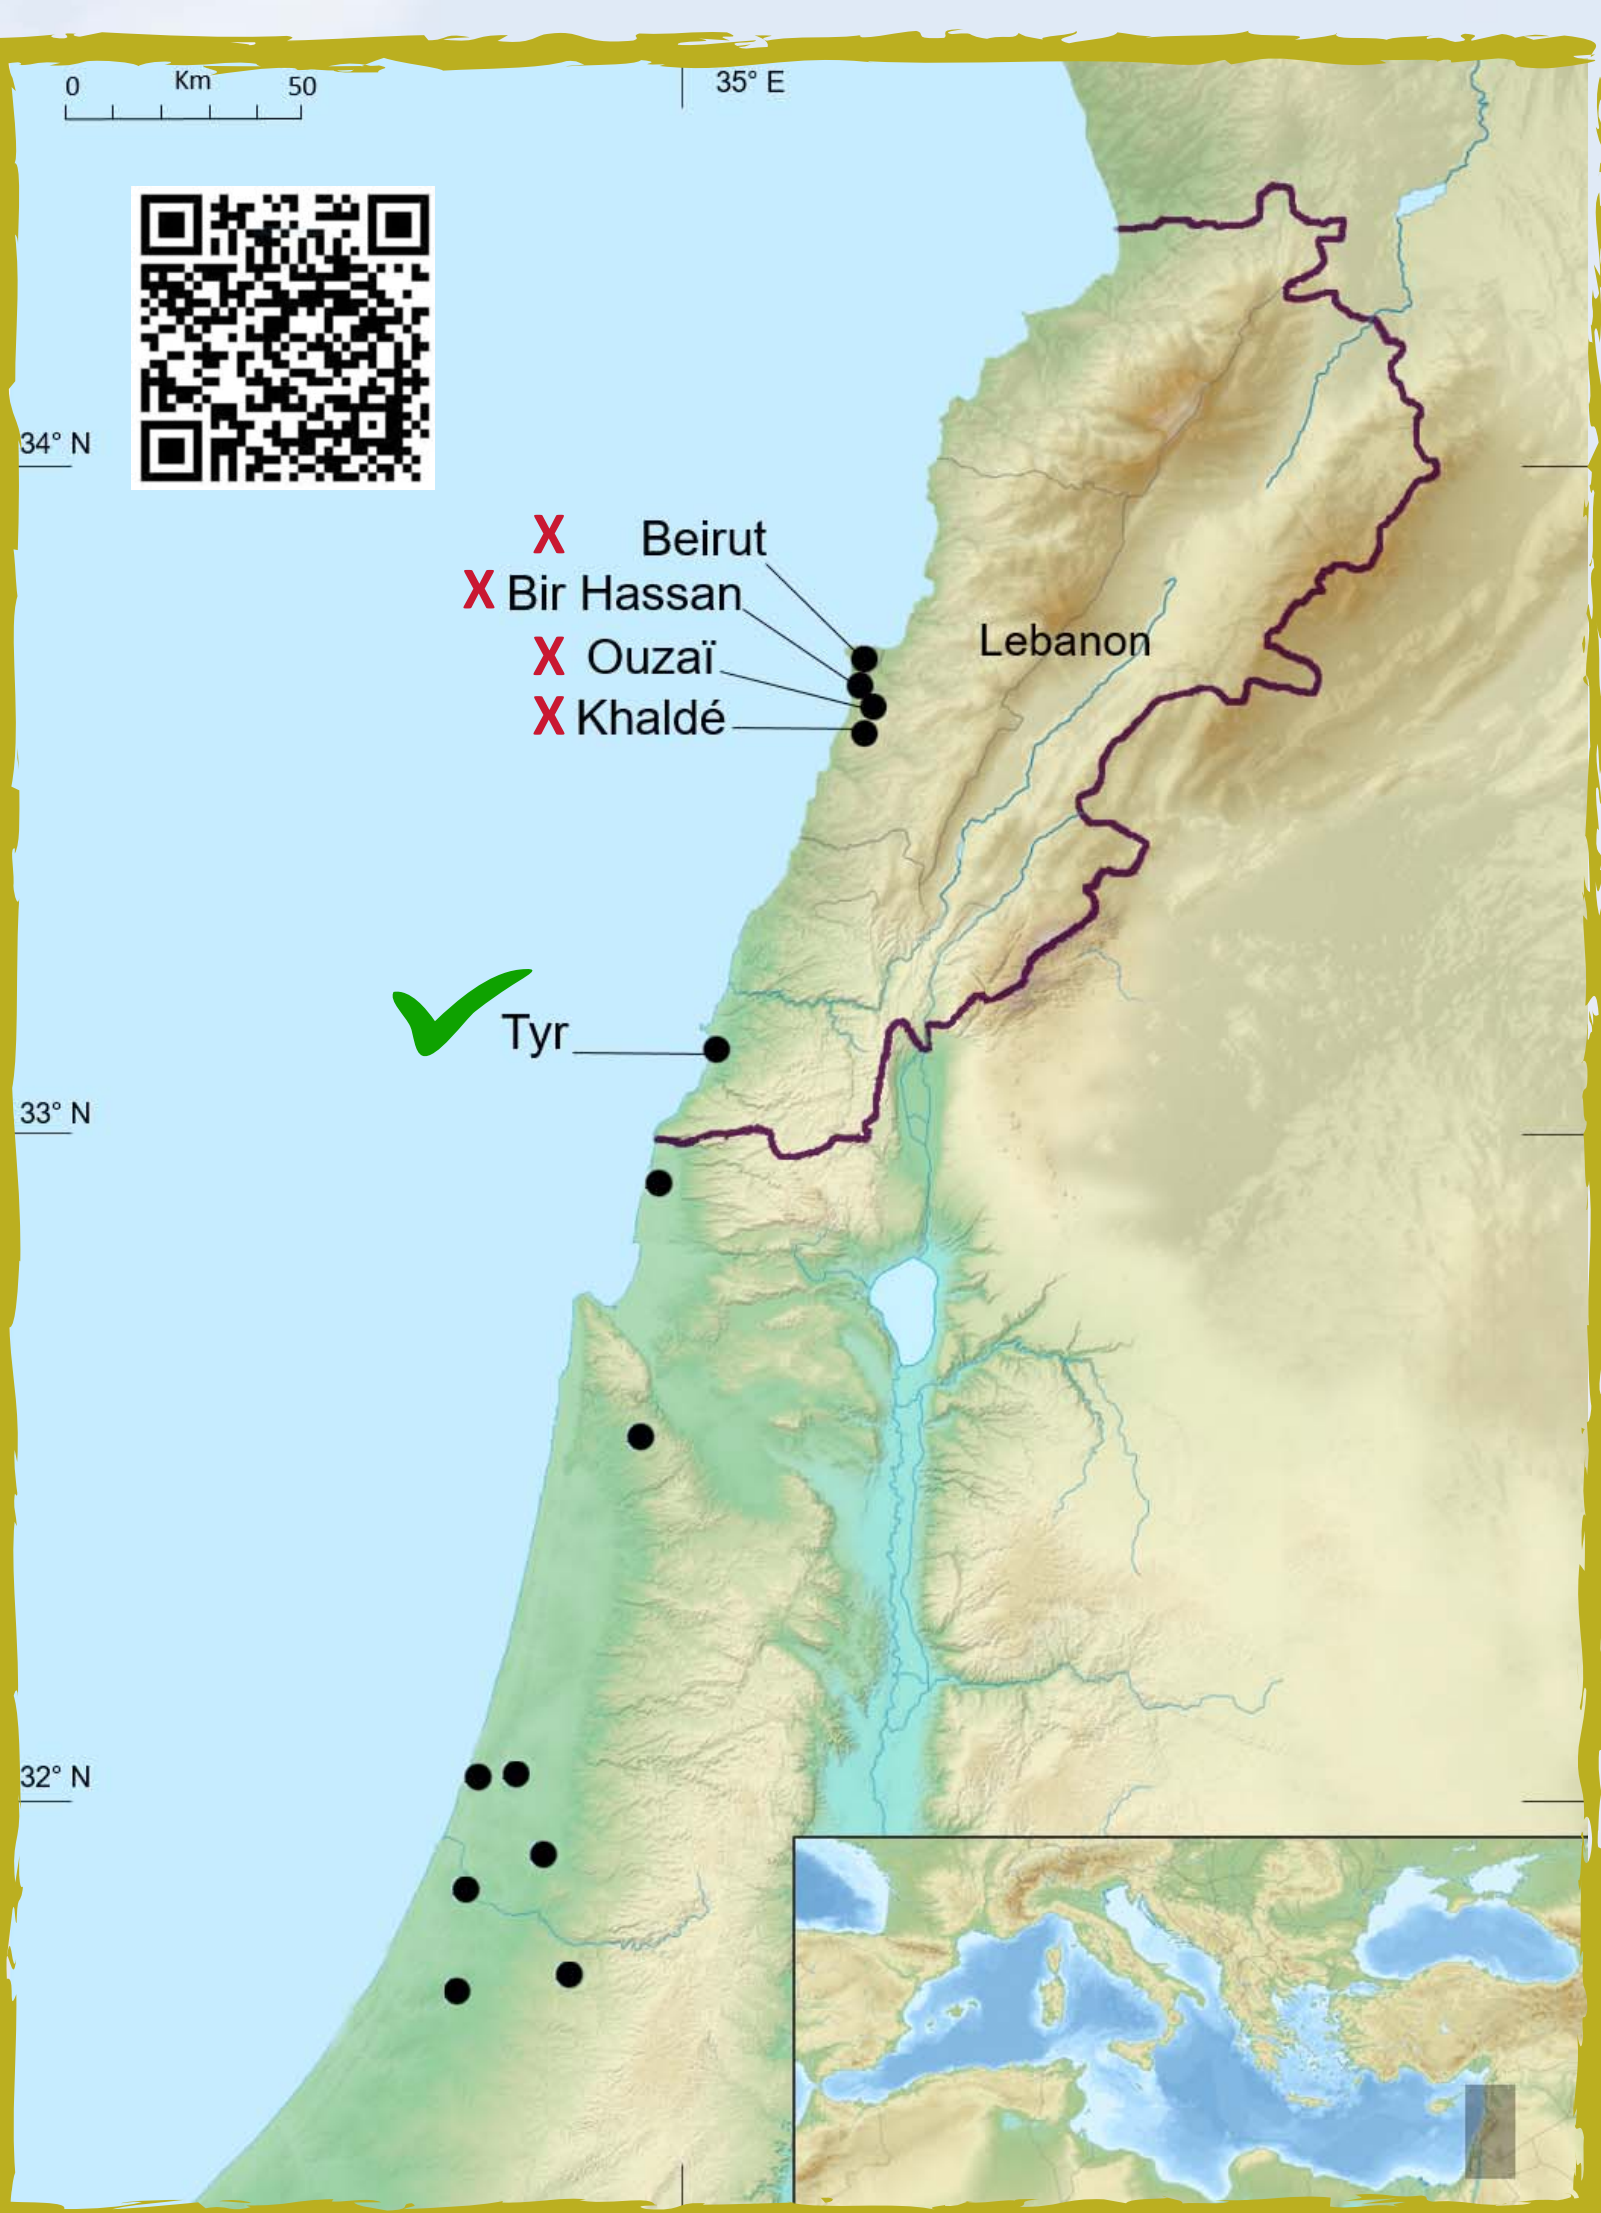 0 Km 50
35° E
34° N
X Beirut
X Bir Hassan
X Ouzaï
Lebanon
X Khaldé
Tyr
33° N
32° N